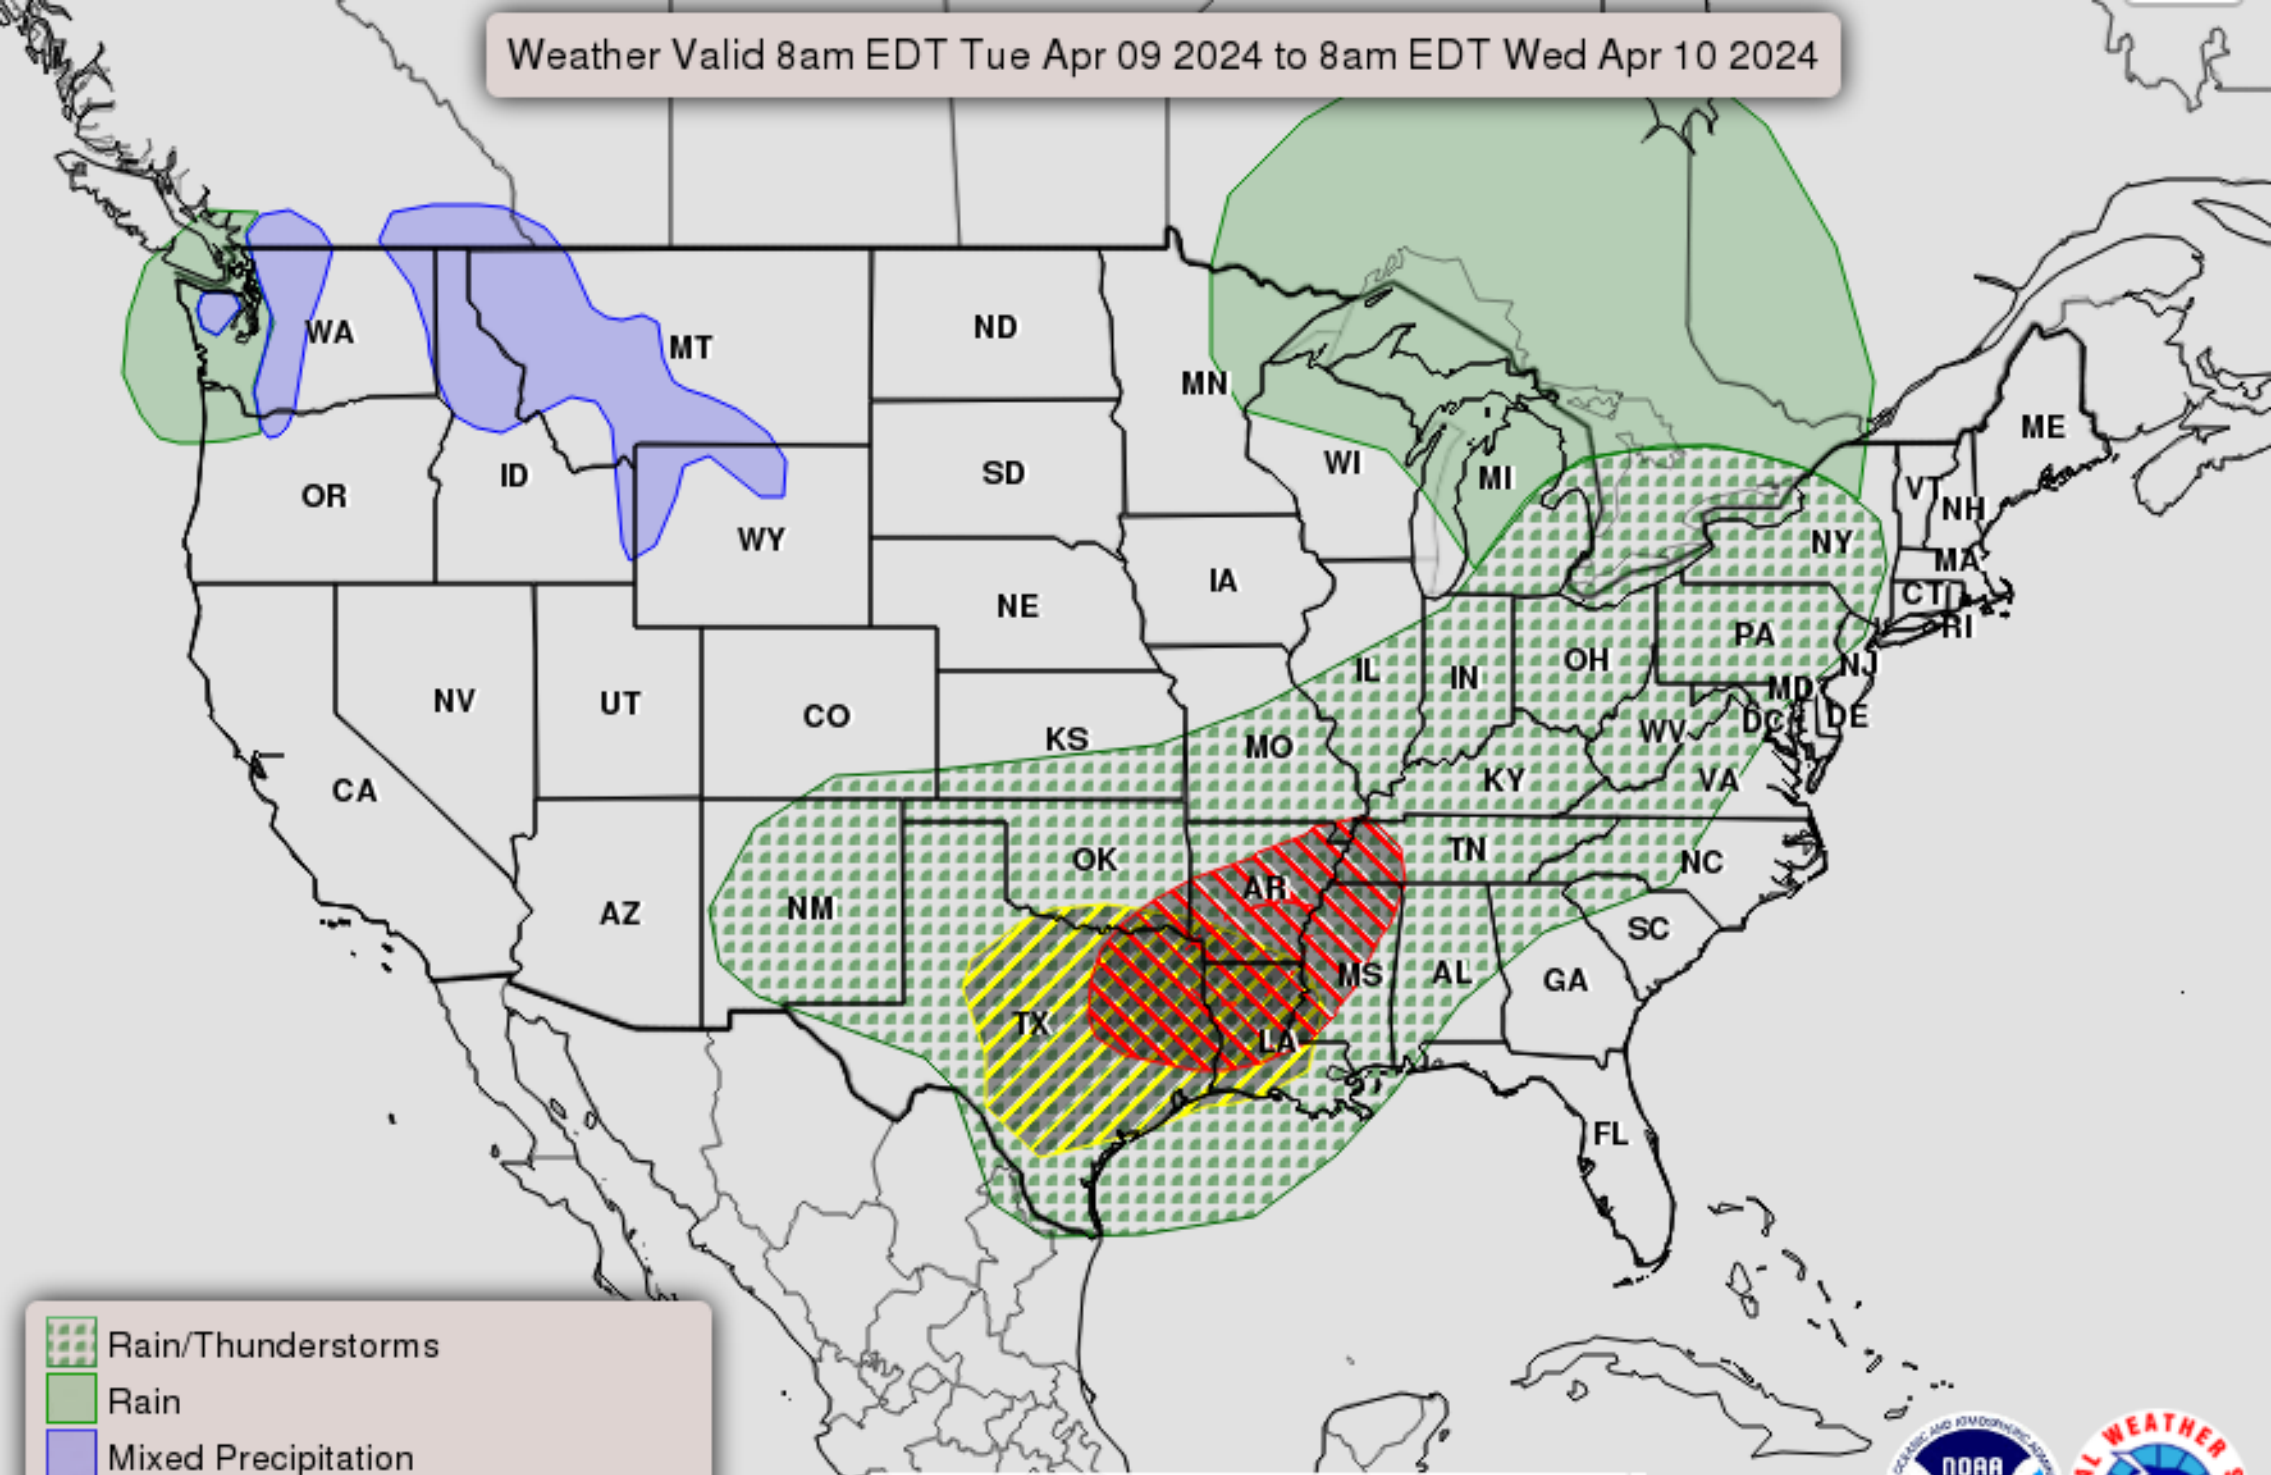 Weather Valid 8am EDT Tue Apr 09 2024 to 8am EDT Wed Apr 10 2024
WA
MT
ND
MN
ME
OR
ID
SD
WI
MI
VT
NH
WY
NY
MA
IA
CT
NE
RI
PA
NV
UT
CO
IL
IN
OH
NJ
MD
KS
MO
WV
DC
DE
CA
KY
VA
OK
TN
NC
AZ
NM
AR
SC
TX
MS
AL
GA
LA
FL
Rain/Thunderstorms
Rain
Mixed Precipitation
NOAA
WEATHER